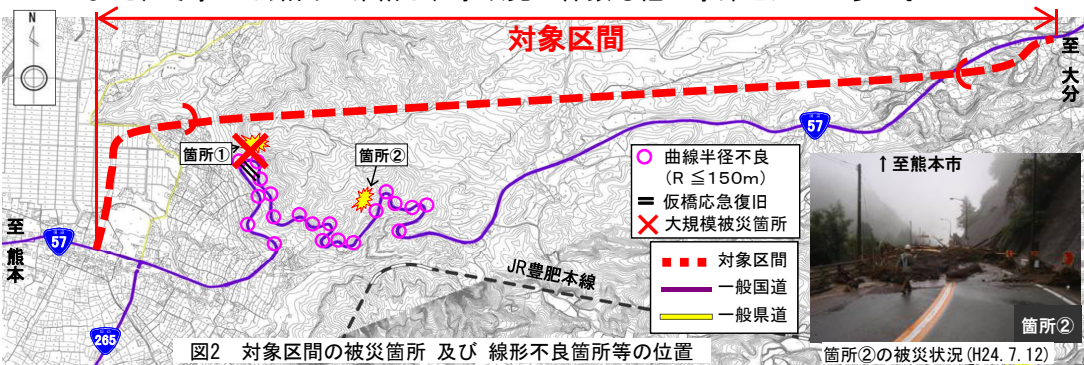 N
対象区間
至 大分
57
箇所①
箇所②
曲線半径不良
(R ≦150m)
仮橋応急復旧
大規模被災箇所
↑至熊本市
至 熊本
57
JR豊肥本線
対象区間
一般国道
一般県道
265
箇所②
図2 対象区間の被災箇所 及び 線形不良箇所等の位置
箇所②の被災状況(H24.7.12)